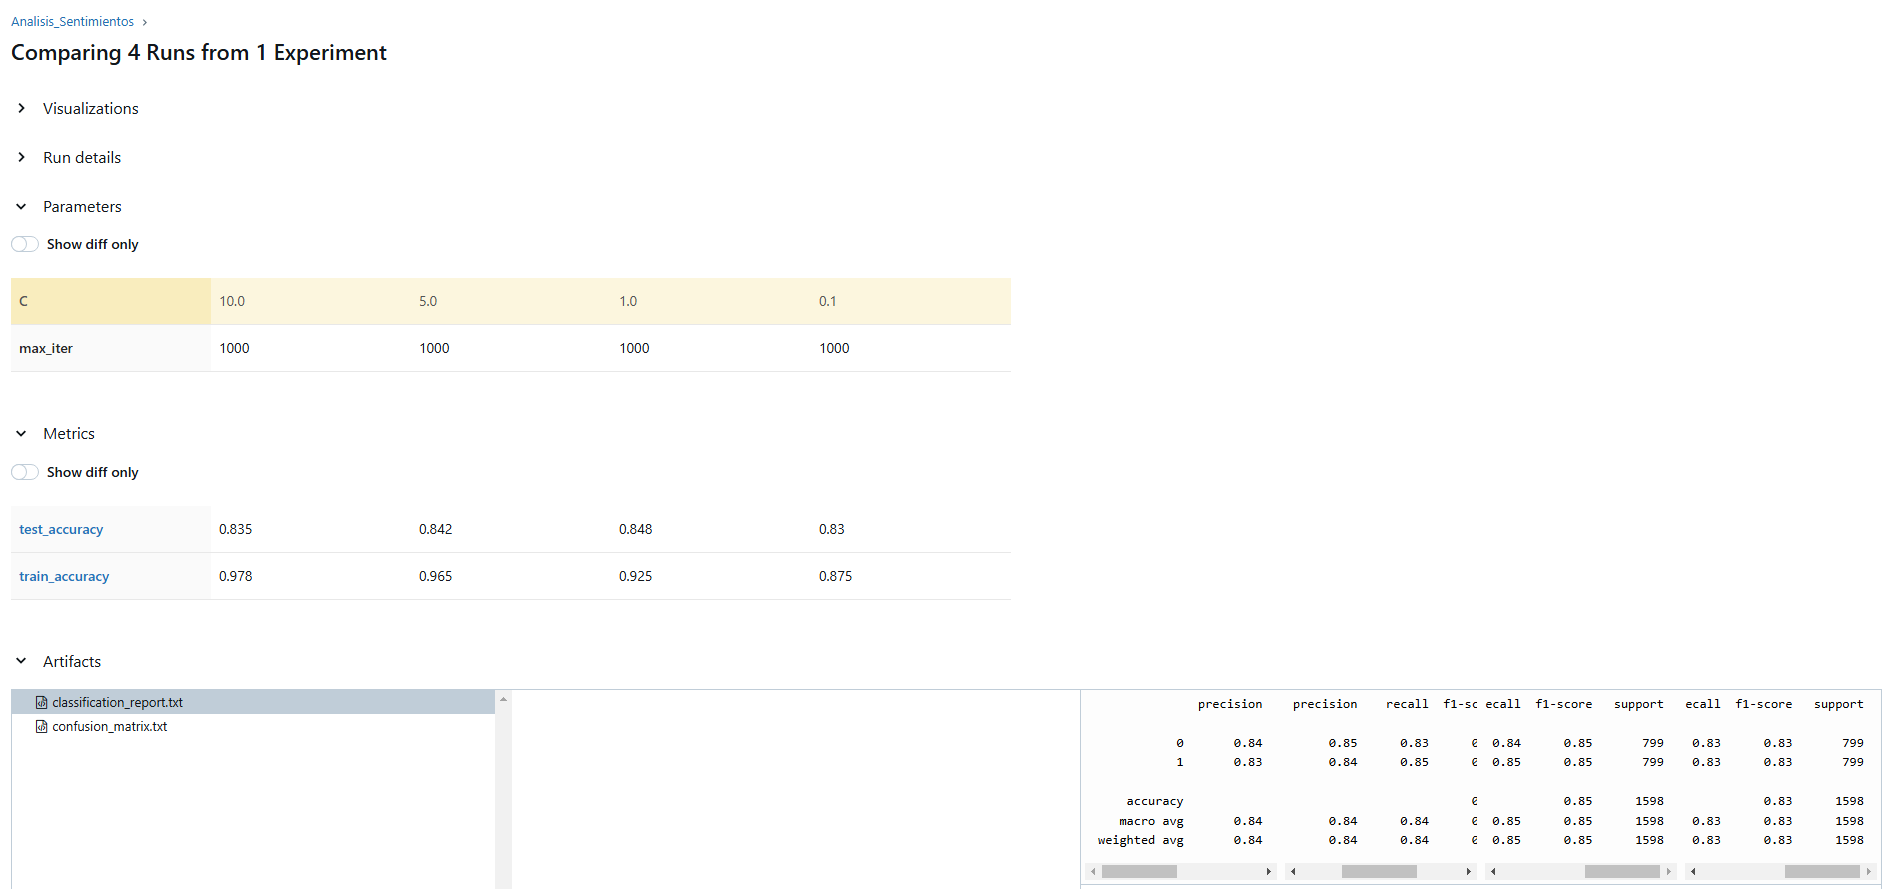 Analisis_Sentimientos
Comparing 4 Runs from 1 Experiment
Visualizations
Run details
Parameters
Show diff only
C 10.0 5.0 1.0 0.1
max_iter 1000 1000 1000 1000
Metrics
Show diff only
test_accuracy 0.835 0.842 0.848 0.83
train_accuracy 0.978 0.965 0.925 0.875
Artifacts
classification_report.txt
confusion_matrix.txt
precision precision recall f1-sc ecall f1-score support ecall f1-score support
0 0.84 0.85 0.83 0.84 0.85 799 0.83 0.83 799
1 0.83 0.84 0.85 0.85 0.85 799 0.83 0.83 799
accuracy 0.85 1598 0.83 1598
macro avg 0.84 0.84 0.84 0.85 0.85 1598 0.83 0.83 1598
weighted avg 0.84 0.84 0.84 0.85 0.85 1598 0.83 0.83 1598